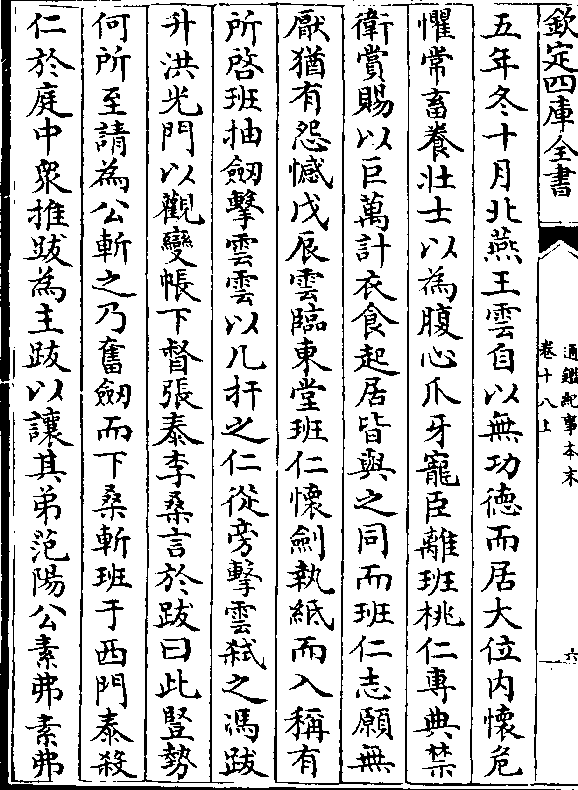 欽定四庫全書
通鑑紀事本末
卷十八上
六
五年冬十月北燕王雲自以無功德而居大位内懷危
懼常畜養壯士以為腹心爪牙寵臣離班桃仁專典禁
衛賞賜以巨萬計衣食起居皆與之同而班仁志願無
厭猶有怨憾戊辰雲臨東堂班仁懷劍執紙而入稱有
所啓班抽劒擊雲雲以几扞之仁從旁擊雲弑之馮跋
升洪光門以觀變帳下督張泰李桑言於跋曰此豎勢
何所至請為公斬之乃奮劒而下桑斬班于西門泰殺
仁於庭中衆推跋為主跋以讓其弟范陽公素弗素弗